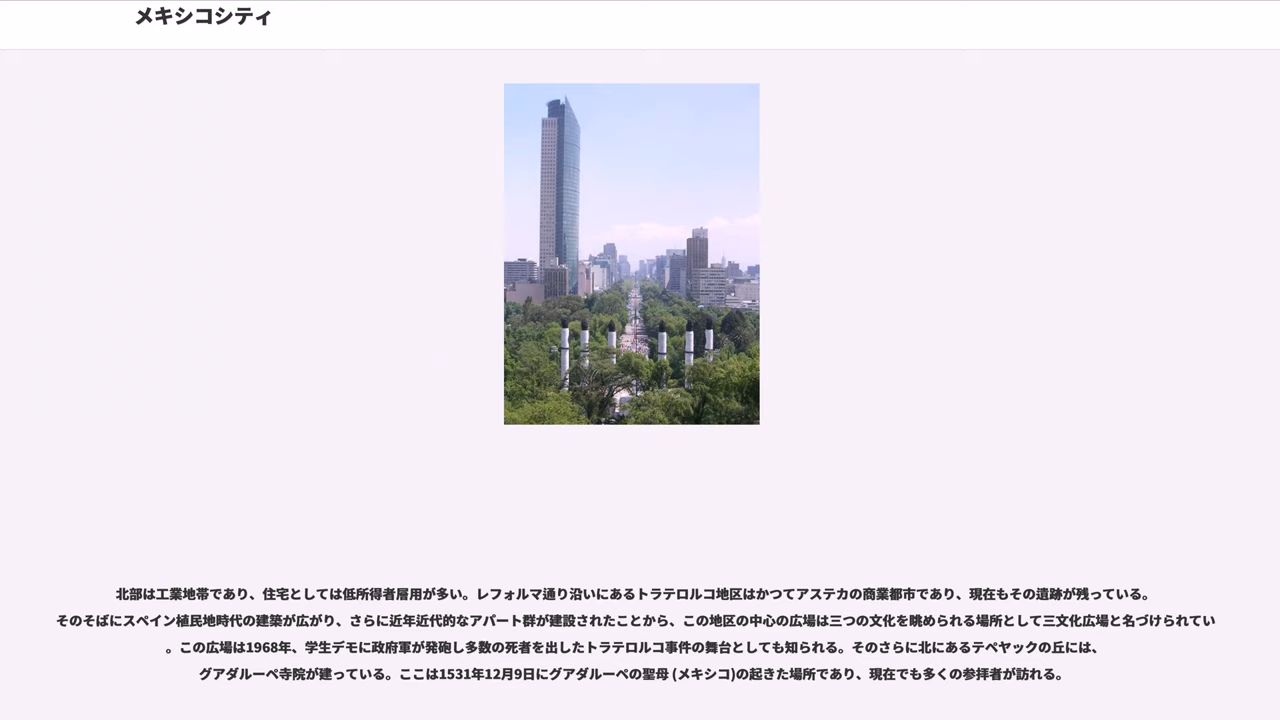 メキシコシティ
北部は工業地帯であり、住宅としては低所得者層用が多い。レフォルマ通り沿いにあるトラテロルコ地区はかつてアステカの商業都市であり、現在もその遺跡が残っている。
そのそばにスペイン植民地時代の建築が広がり、さらに近年近代的なアパート群が建設されたことから、この地区の中心の広場は三つの文化を眺められる場所として三文化広場と名づけられてい
。この広場は1968年、学生デモに政府軍が発砲し多数の死者を出したトラテロルコ事件の舞台としても知られる。そのさらに北にあるテペヤックの丘には、
グアダルーペ寺院が建っている。ここは1531年12月9日にグアダルーペの聖母 (メキシコ)の起きた場所であり、現在でも多くの参拝者が訪れる。